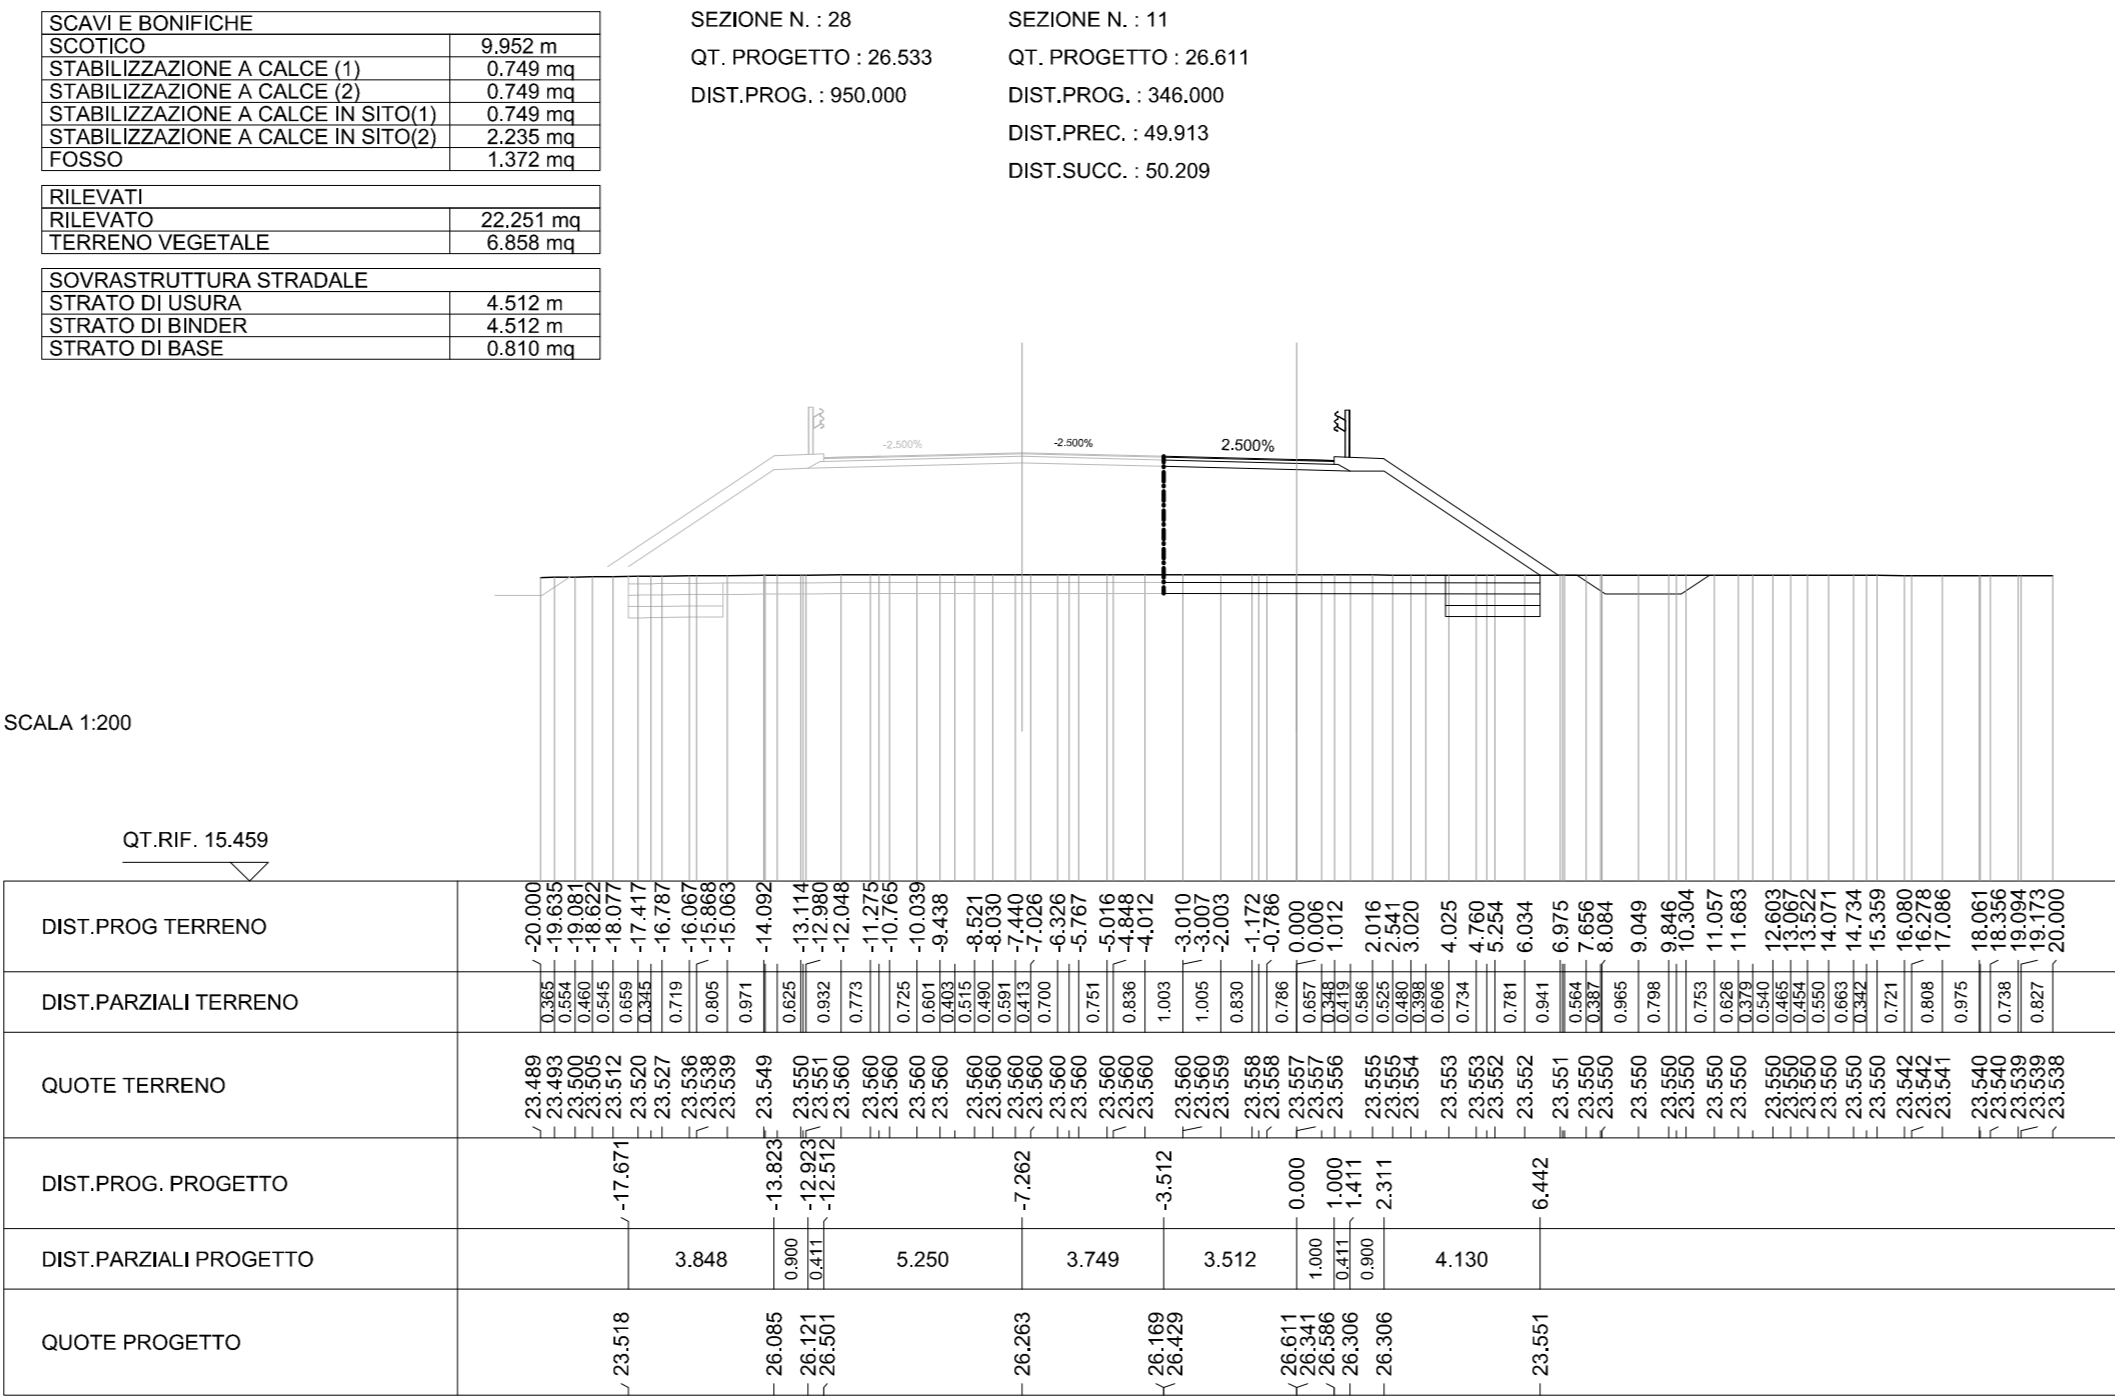 SCAVI E BONIFICHE
SCOTICO 9.952 m
STABILIZZAZIONE A CALCE (1) 0.749 mq
STABILIZZAZIONE A CALCE (2) 0.749 mq
STABILIZZAZIONE A CALCE IN SITO(1) 0.749 mq
STABILIZZAZIONE A CALCE IN SITO(2) 2.235 mq
FOSSO 1.372 mq
RILEVATI
RILEVATO 22.251 mq
TERRENO VEGETALE 6.858 mq
SOVRASTRUTTURA STRADALE
STRATO DI USURA 4.512 m
STRATO DI BINDER 4.512 m
STRATO DI BASE 0.810 mq
SEZIONE N. : 28
QT. PROGETTO : 26.533
DIST.PROG. : 950.000
SEZIONE N. : 11
QT. PROGETTO : 26.611
DIST.PROG. : 346.000
DIST.PREC. : 49.913
DIST.SUCC. : 50.209
-2.500% -2.500% 2.500%
SCALA 1:200
QT.RIF. 15.459
DIST.PROG TERRENO -20.000 -19.635 -19.081 -18.622 -18.077 -17.417 -16.787 -16.067 -15.868 -15.063 -14.092 -13.114 -12.980 -12.048 -11.275 -10.765 -10.039 -9.438 -8.521 -8.030 -7.440 -7.026 -6.326 -5.767 -5.016 -4.848 -4.012 -3.010 -3.007 -2.003 -1.172 -0.786 0.000 0.006 1.012 2.016 2.541 3.020 4.025 4.760 5.254 6.034 6.975 7.656 8.084 9.049 9.846 10.304 11.057 11.683 12.603 13.067 13.522 14.071 14.734 15.359 16.080 16.278 17.086 18.061 18.356 19.094 19.173 20.000
DIST.PARZIALI TERRENO 0.365 0.554 0.460 0.545 0.659 0.345 0.719 0.805 0.971 0.625 0.932 0.773 0.725 0.601 0.403 0.515 0.490 0.591 0.413 0.700 0.751 0.836 1.003 1.005 0.830 0.786 0.657 0.348 0.419 0.586 0.525 0.480 0.398 0.606 0.734 0.781 0.941 0.564 0.387 0.965 0.798 0.753 0.626 0.379 0.540 0.465 0.454 0.550 0.663 0.342 0.721 0.808 0.975 0.738 0.827
QUOTE TERRENO 23.489 23.493 23.500 23.505 23.512 23.520 23.527 23.536 23.538 23.539 23.549 23.550 23.551 23.560 23.560 23.560 23.560 23.560 23.560 23.560 23.560 23.560 23.560 23.560 23.560 23.560 23.560 23.560 23.560 23.559 23.558 23.558 23.557 23.557 23.556 23.555 23.555 23.554 23.553 23.553 23.552 23.552 23.551 23.550 23.550 23.550 23.550 23.550 23.550 23.550 23.550 23.550 23.550 23.550 23.550 23.550 23.542 23.542 23.541 23.540 23.540 23.539 23.539 23.538
DIST.PROG. PROGETTO -17.671 -13.823 -12.923 -12.512 -7.262 -3.512 0.000 1.000 1.411 2.311 6.442
DIST.PARZIALI PROGETTO 3.848 0.900 0.411 5.250 3.749 3.512 1.000 0.411 0.900 4.130
QUOTE PROGETTO 23.518 26.085 26.121 26.501 26.263 26.169 26.429 26.611 26.341 26.586 26.306 26.306 23.551